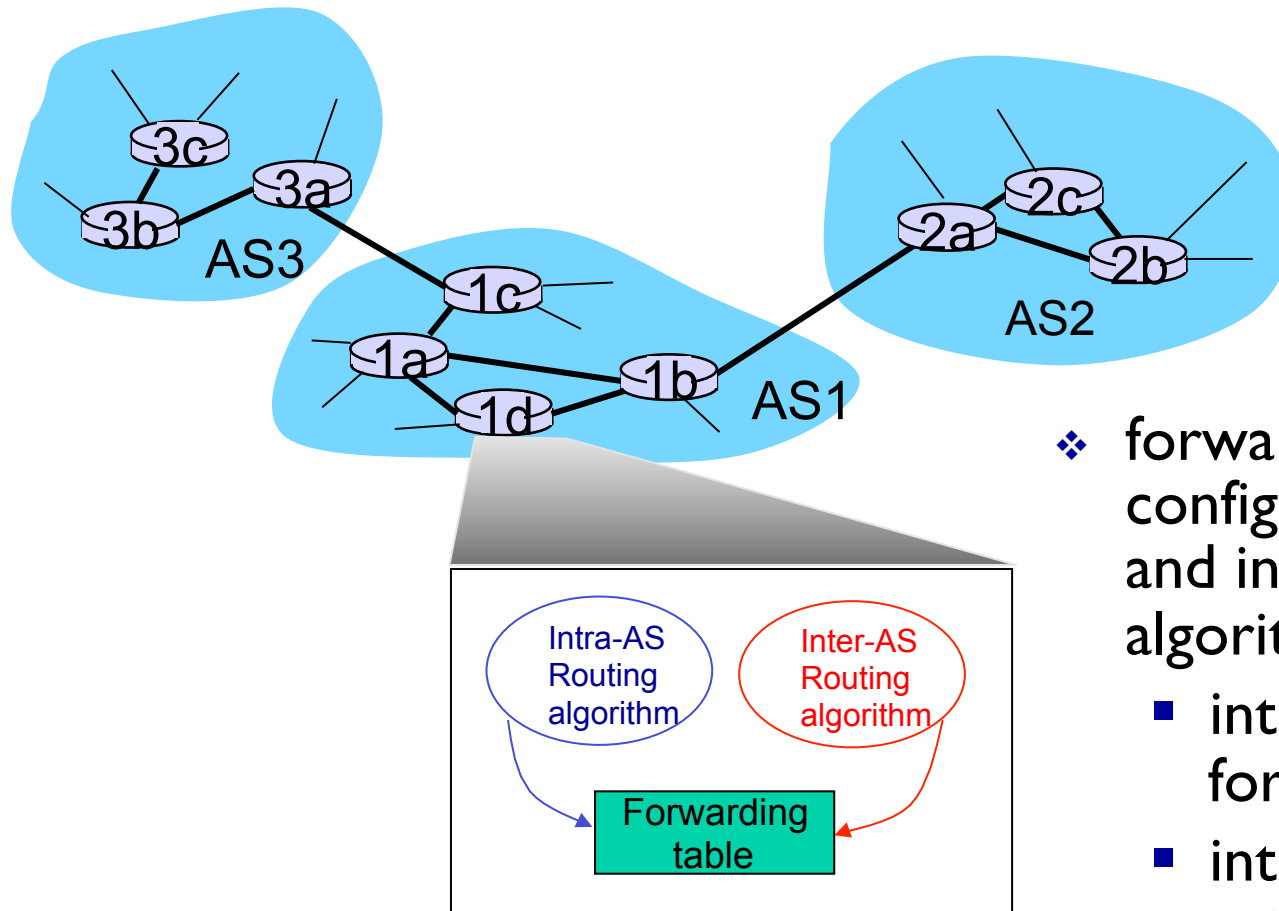 3c
3a
3b
AS3
2c
2a
2b
AS2
1c
1a
1b
1d
AS1
Intra-AS
Routing
algorithm
Inter-AS
Routing
algorithm
Forwarding
table
❖ forwa
config
and in
algorit
▪ int
for
▪ int